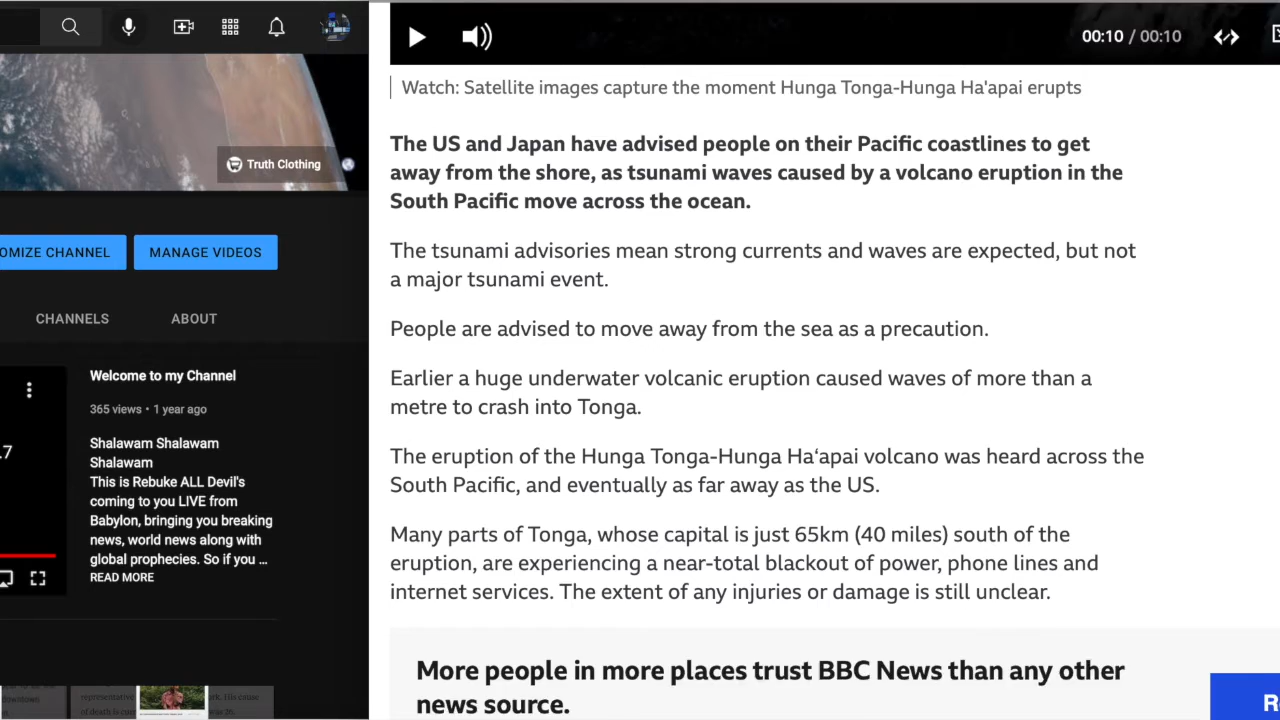 Truth Clothing
OMIZE CHANNEL
MANAGE VIDEOS
CHANNELS
ABOUT
Welcome to my Channel
365 views • 1 year ago
.7
Shalawam Shalawam
Shalawam
This is Rebuke ALL Devil's
coming to you LIVE from
Babylon, bringing you breaking
news, world news along with
global prophecies. So if you ...
READ MORE
representative
of death is
00:10 / 00:10
Watch: Satellite images capture the moment Hunga Tonga-Hunga Ha'apai erupts
The US and Japan have advised people on their Pacific coastlines to get
away from the shore, as tsunami waves caused by a volcano eruption in the
South Pacific move across the ocean.
The tsunami advisories mean strong currents and waves are expected, but not
a major tsunami event.
People are advised to move away from the sea as a precaution.
Earlier a huge underwater volcanic eruption caused waves of more than a
metre to crash into Tonga.
The eruption of the Hunga Tonga-Hunga Ha‘apai volcano was heard across the
South Pacific, and eventually as far away as the US.
Many parts of Tonga, whose capital is just 65km (40 miles) south of the
eruption, are experiencing a near-total blackout of power, phone lines and
internet services. The extent of any injuries or damage is still unclear.
More people in more places trust BBC News than any other
news source.